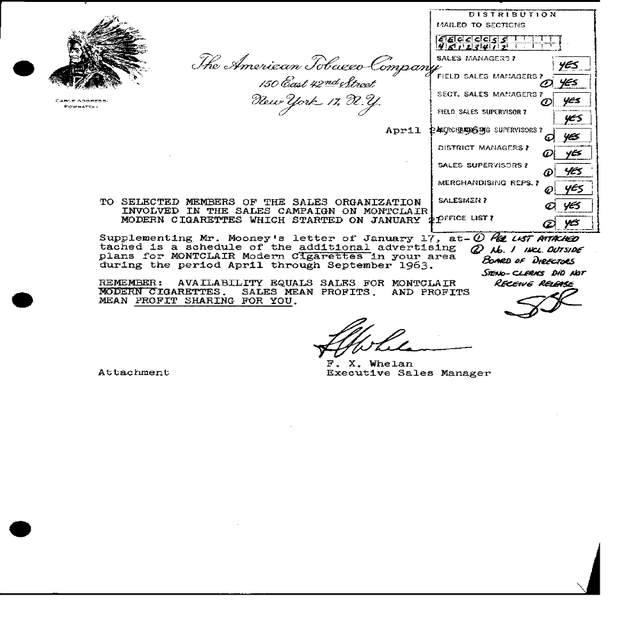 CABLE ADDRESS:
POWHATTAN
The American Tobacco Company
150 East 42nd Street
New York 17, N. Y.
April
DISTRIBUTION
MAILED TO SECTIONS
SALES MANAGERS? YES
FIELD SALES MANAGERS? ① YES
SECT. SALES MANAGERS? ① YES
FIELD SALES SUPERVISOR? YES
MERCHANDISING SUPERVISORS? ① YES
DISTRICT MANAGERS? ① YES
SALES SUPERVISORS? ① YES
MERCHANDISING REPS.? ① YES
SALESMEN? ① YES
OFFICE LIST? ② YES
① PER LIST ATTACHED
② No. 1 INCL. OUTSIDE
BOARD OF DIRECTORS
STENO-CLERKS DID NOT
RECEIVE RELEASE
TO SELECTED MEMBERS OF THE SALES ORGANIZATION
INVOLVED IN THE SALES CAMPAIGN ON MONTCLAIR
MODERN CIGARETTES WHICH STARTED ON JANUARY 21
Supplementing Mr. Mooney's letter of January 17, at-
tached is a schedule of the additional advertising
plans for MONTCLAIR Modern Cigarettes in your area
during the period April through September 1963.
REMEMBER: AVAILABILITY EQUALS SALES FOR MONTCLAIR
MODERN CIGARETTES. SALES MEAN PROFITS. AND PROFITS
MEAN PROFIT SHARING FOR YOU.
F. X. Whelan
Executive Sales Manager
Attachment